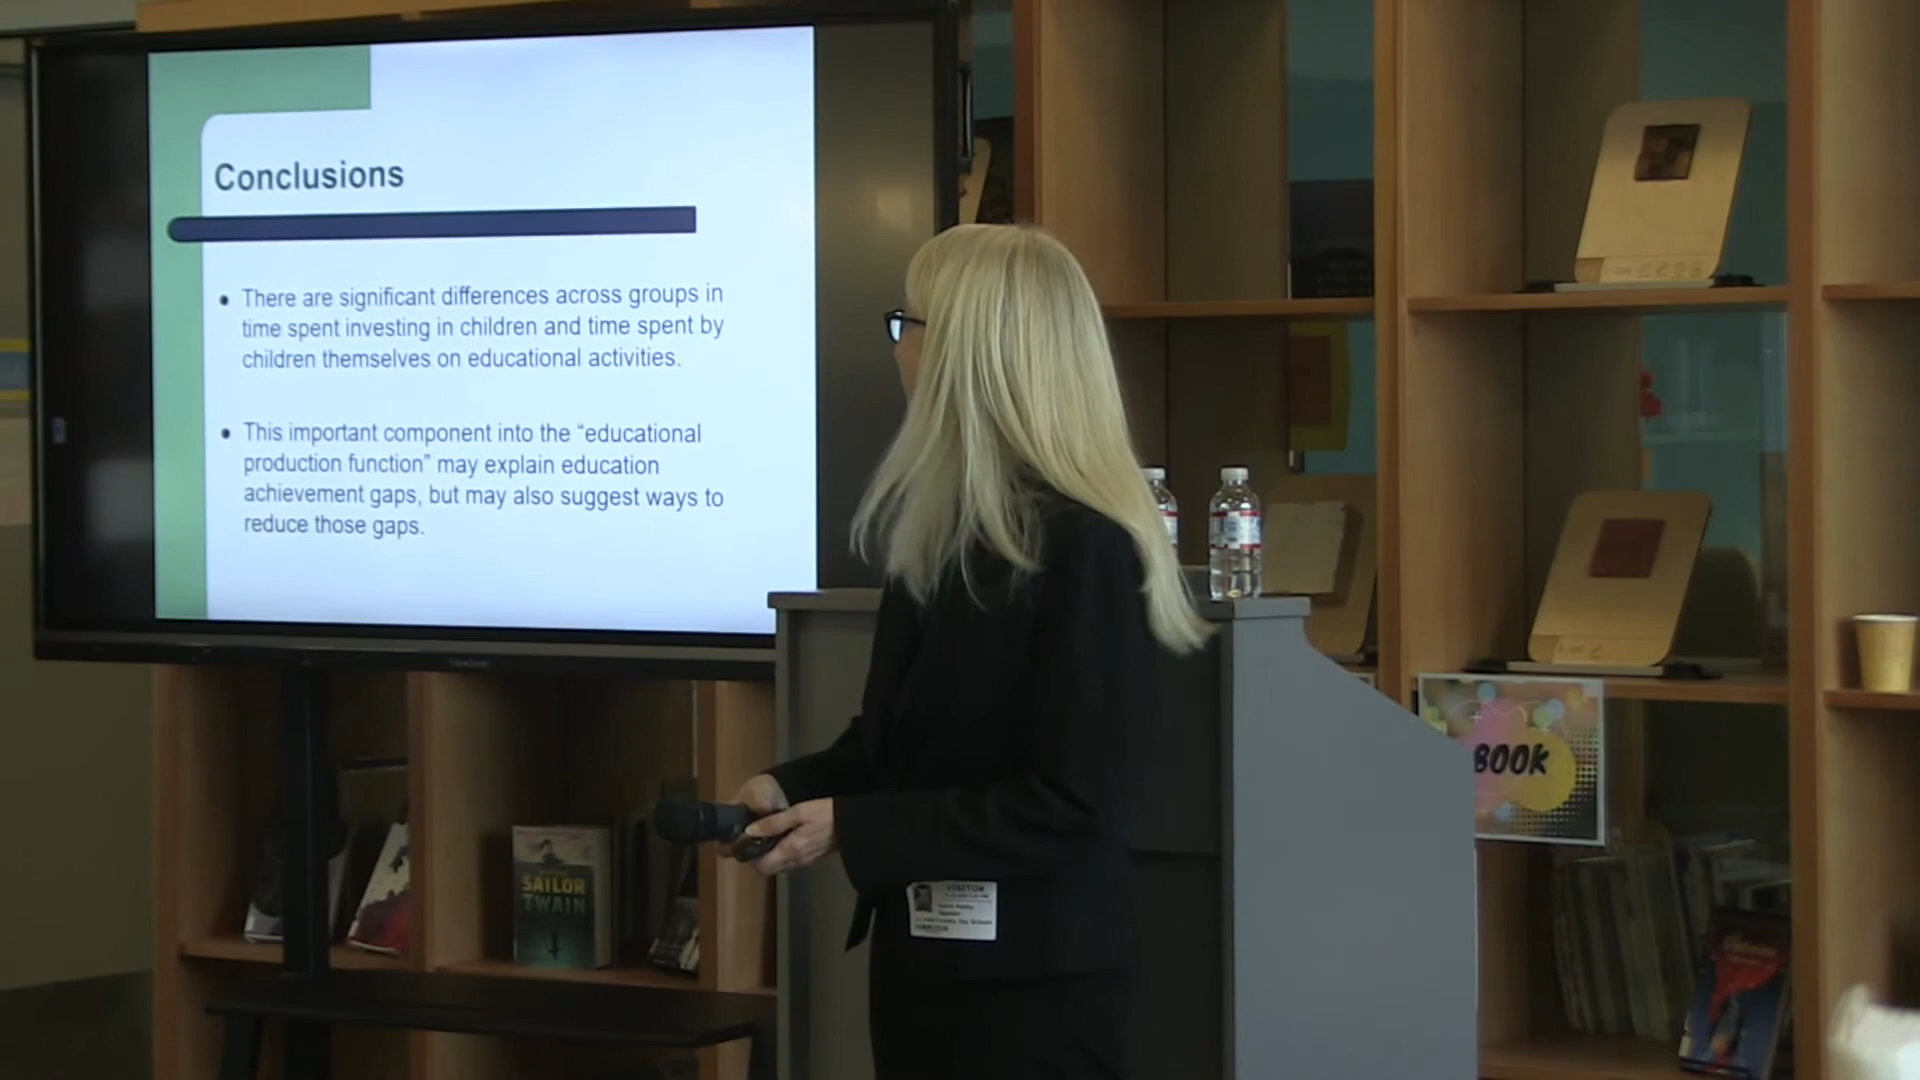 Conclusions
There are significant differences across groups in
time spent investing in children and time spent by
children themselves on educational activities.
This important component into the “educational
production function” may explain education
achievement gaps, but may also suggest ways to
reduce those gaps.
SAILOR
TWAIN
VISITOR
BOOK